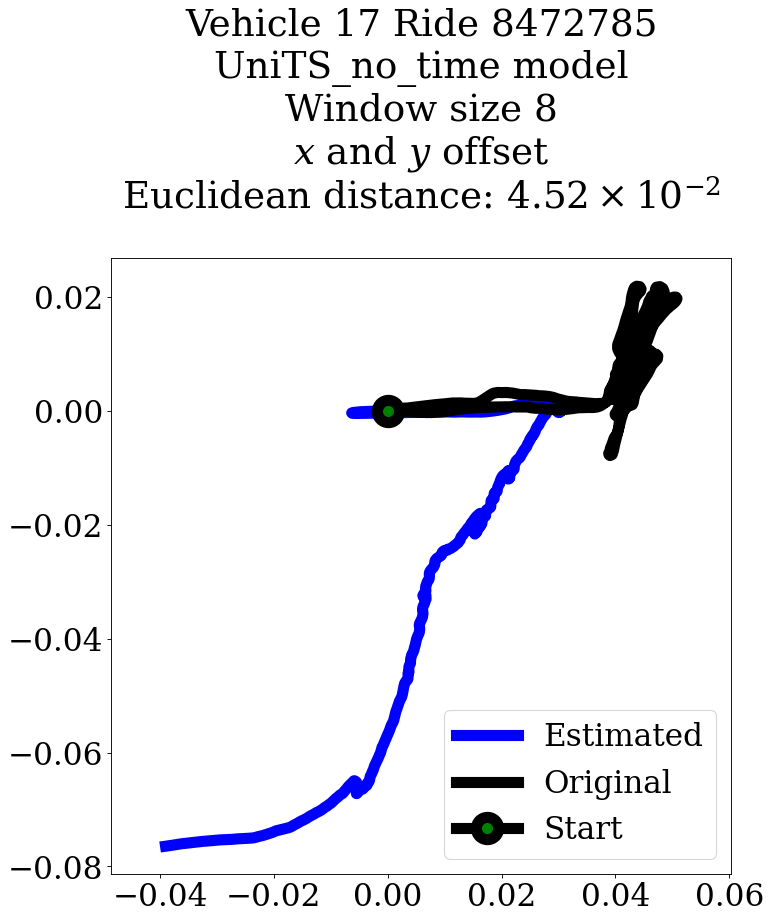 Vehicle 17 Ride 8472785
UniTS_no_time model
Window size 8
x and y offset
Euclidean distance: 4.52 × 10⁻²
0.02
0.00
−0.02
−0.04
−0.06
−0.08
Estimated
Original
Start
−0.04 −0.02 0.00 0.02 0.04 0.06